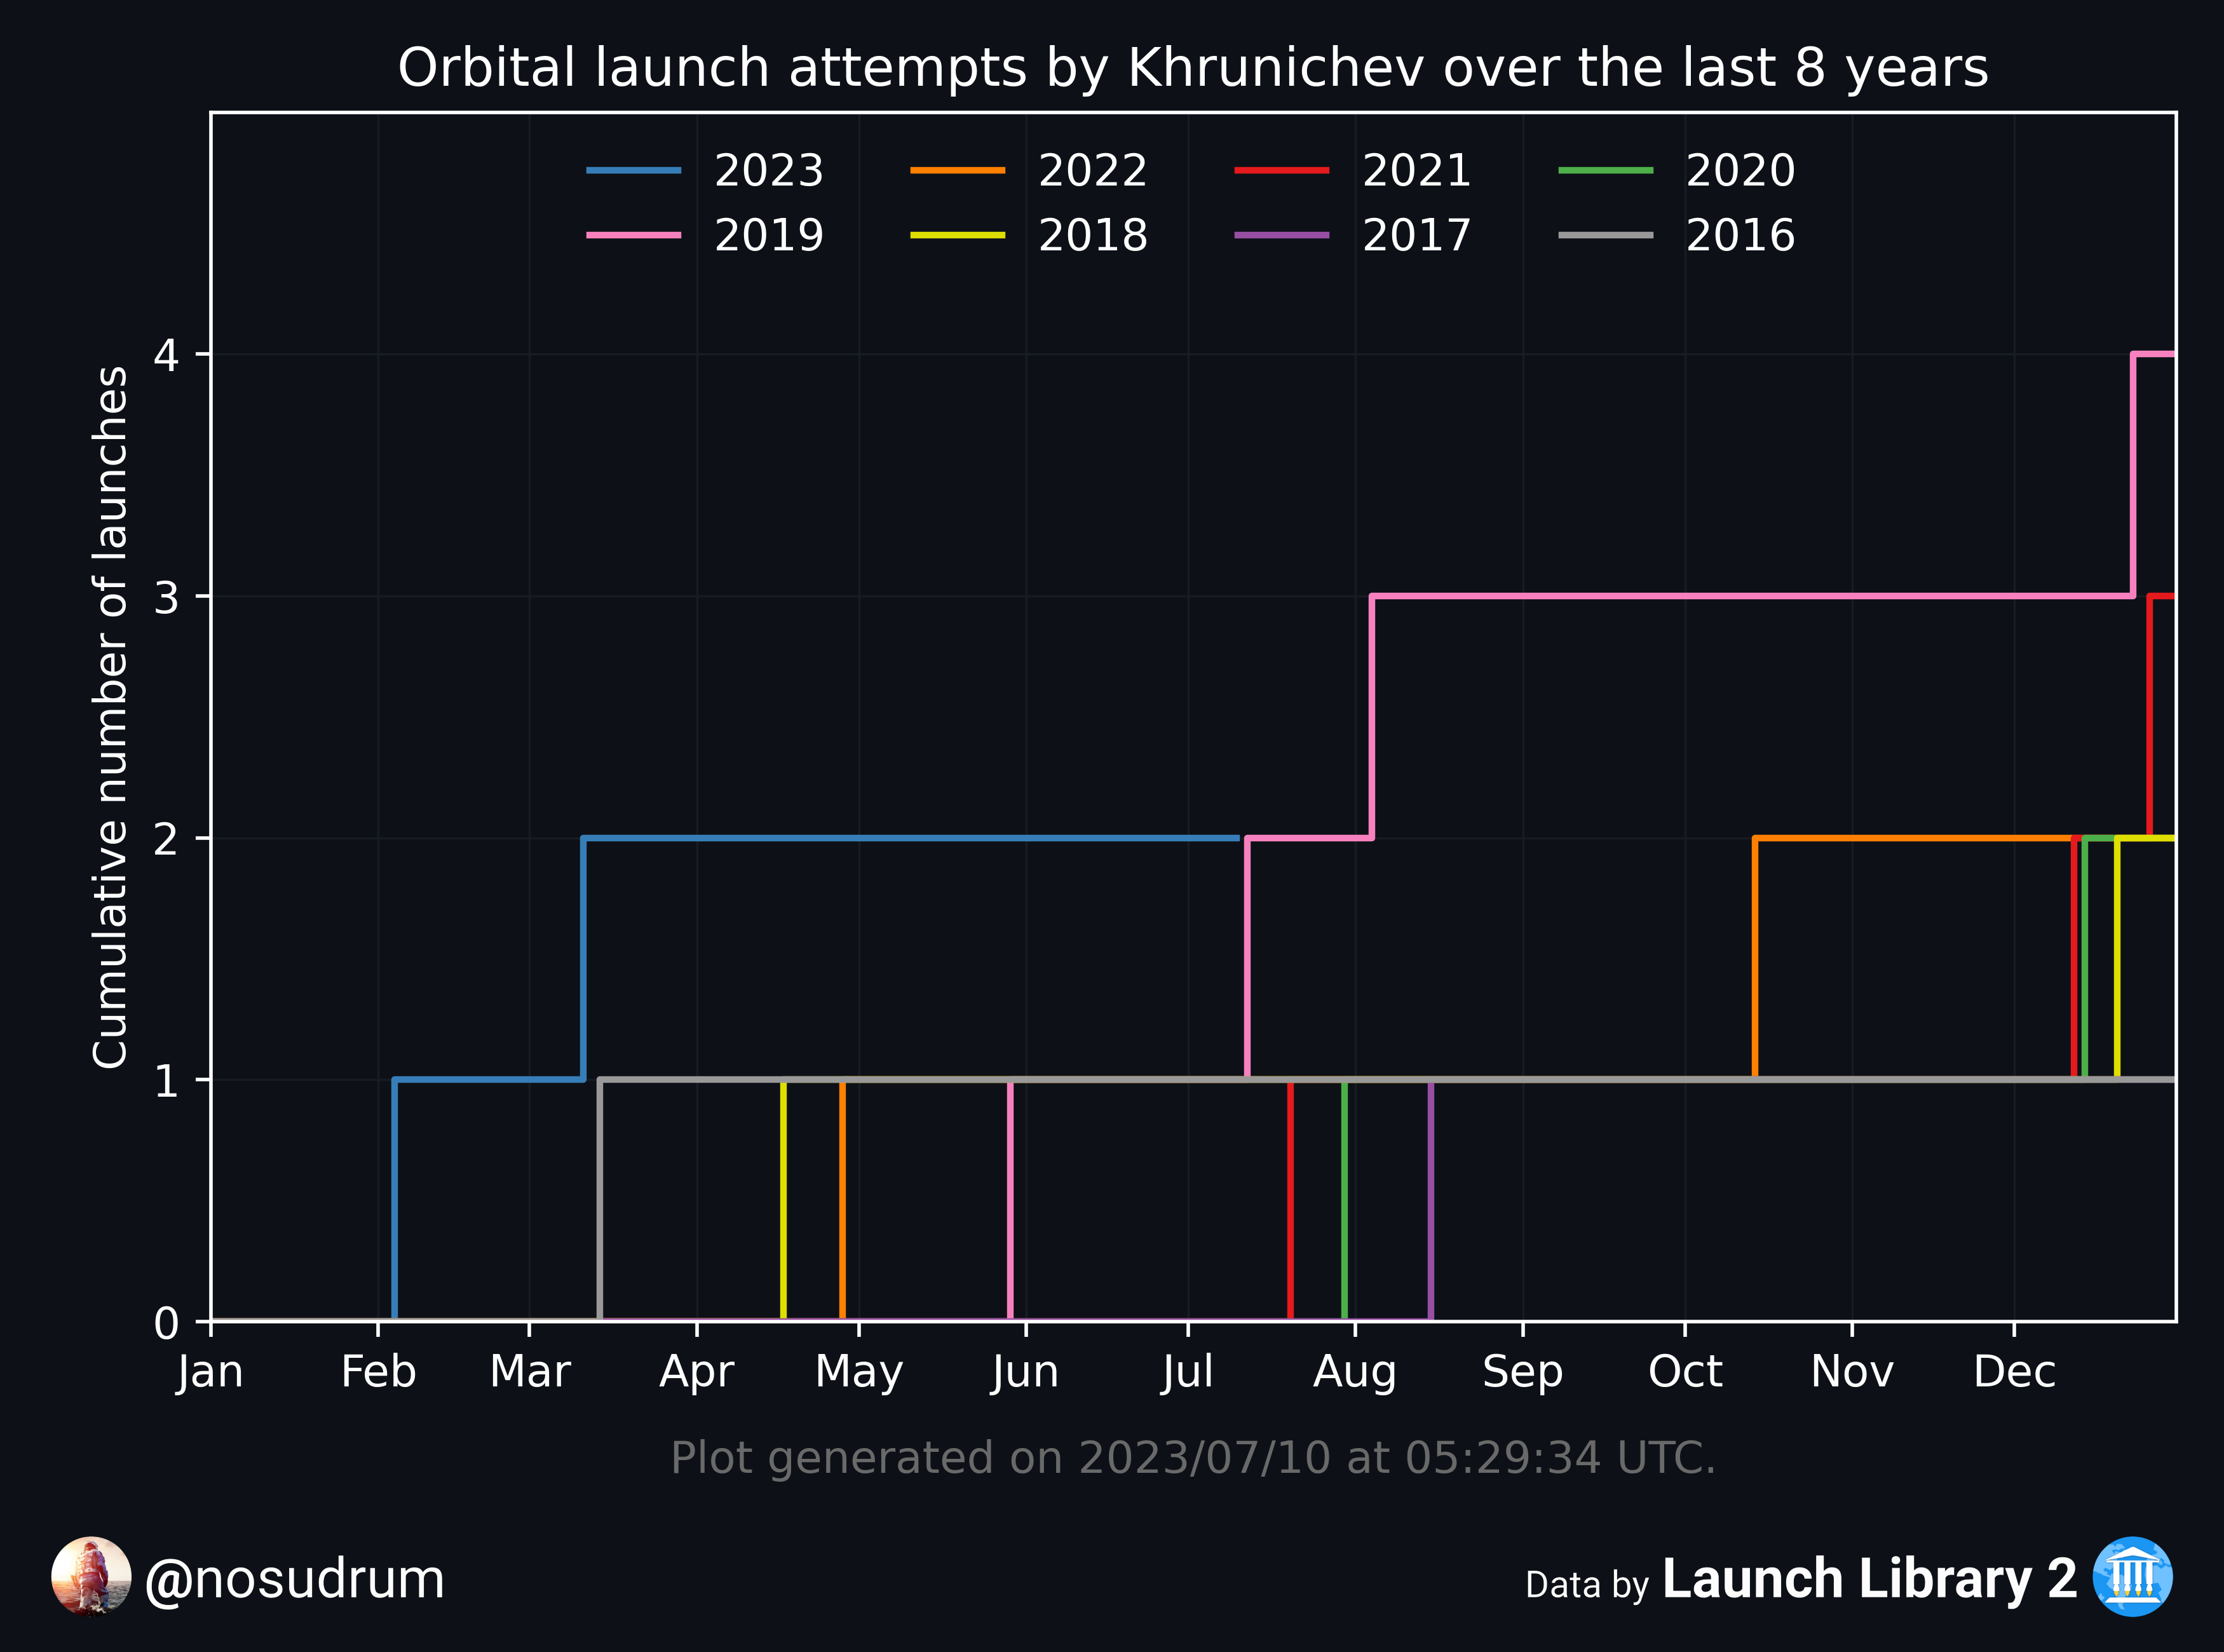 Orbital launch attempts by Khrunichev over the last 8 years
2023 2022 2021 2020
2019 2018 2017 2016
Cumulative number of launches
4
3
2
1
0
Jan Feb Mar Apr May Jun Jul Aug Sep Oct Nov Dec
Plot generated on 2023/07/10 at 05:29:34 UTC.
@nosudrum
Data by Launch Library 2